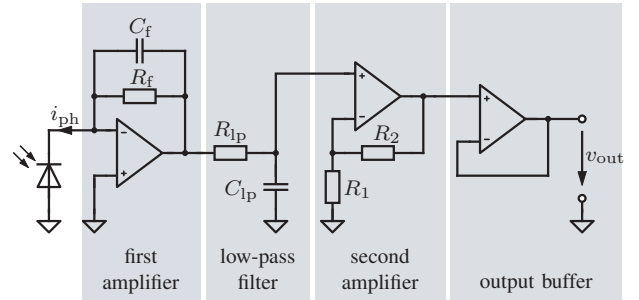 C_f
R_f
i_ph
R_lp
C_lp
R_2
R_1
v_out
first
amplifier
low-pass
filter
second
amplifier
output buffer